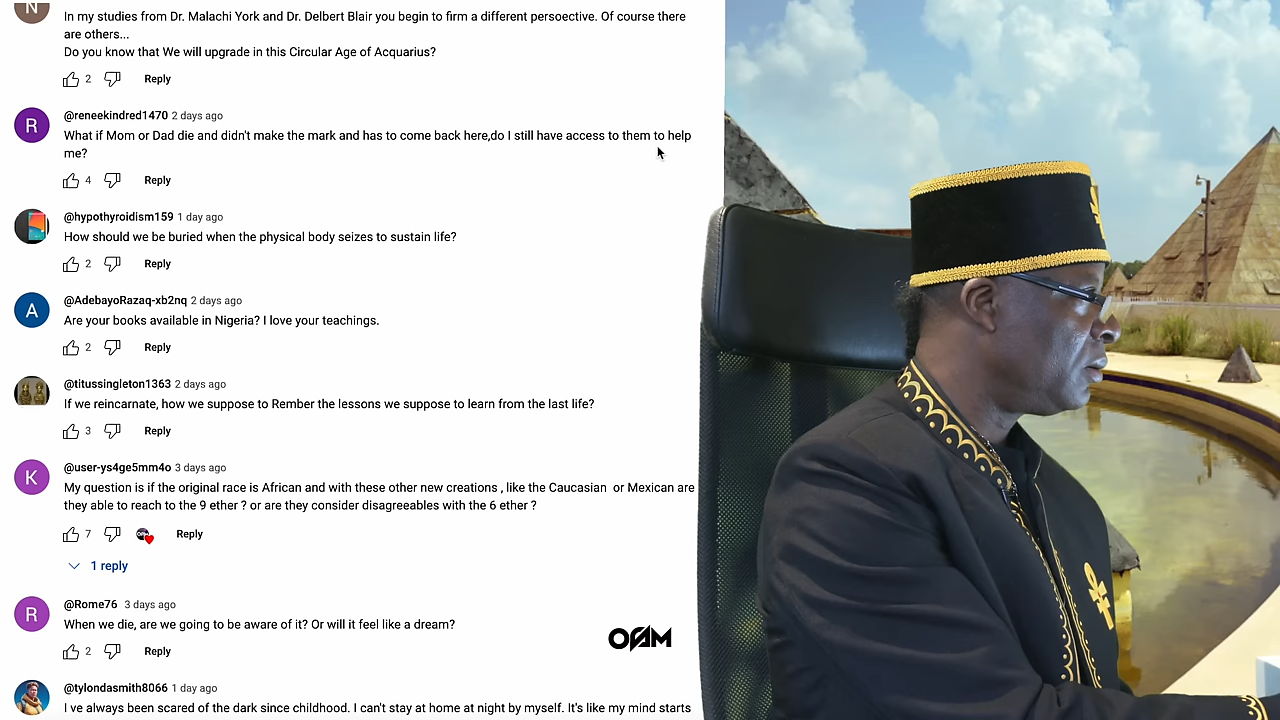 N
In my studies from Dr. Malachi York and Dr. Delbert Blair you begin to firm a different persoective. Of course there
are others...
Do you know that We will upgrade in this Circular Age of Acquarius?
2 Reply
R
@reneekindred1470 2 days ago
What if Mom or Dad die and didn't make the mark and has to come back here,do I still have access to them to help
me?
4 Reply
@hypothyroidism159 1 day ago
How should we be buried when the physical body seizes to sustain life?
2 Reply
A
@AdebayoRazaq-xb2nq 2 days ago
Are your books available in Nigeria? I love your teachings.
2 Reply
@titussingleton1363 2 days ago
If we reincarnate, how we suppose to Rember the lessons we suppose to learn from the last life?
3 Reply
K
@user-ys4ge5mm4o 3 days ago
My question is if the original race is African and with these other new creations , like the Caucasian or Mexican are
they able to reach to the 9 ether ? or are they consider disagreeables with the 6 ether ?
7 Reply
1 reply
R
@Rome76 3 days ago
When we die, are we going to be aware of it? Or will it feel like a dream?
2 Reply
OFAM
@tylondasmith8066 1 day ago
I ve always been scared of the dark since childhood. I can't stay at home at night by myself. It's like my mind starts